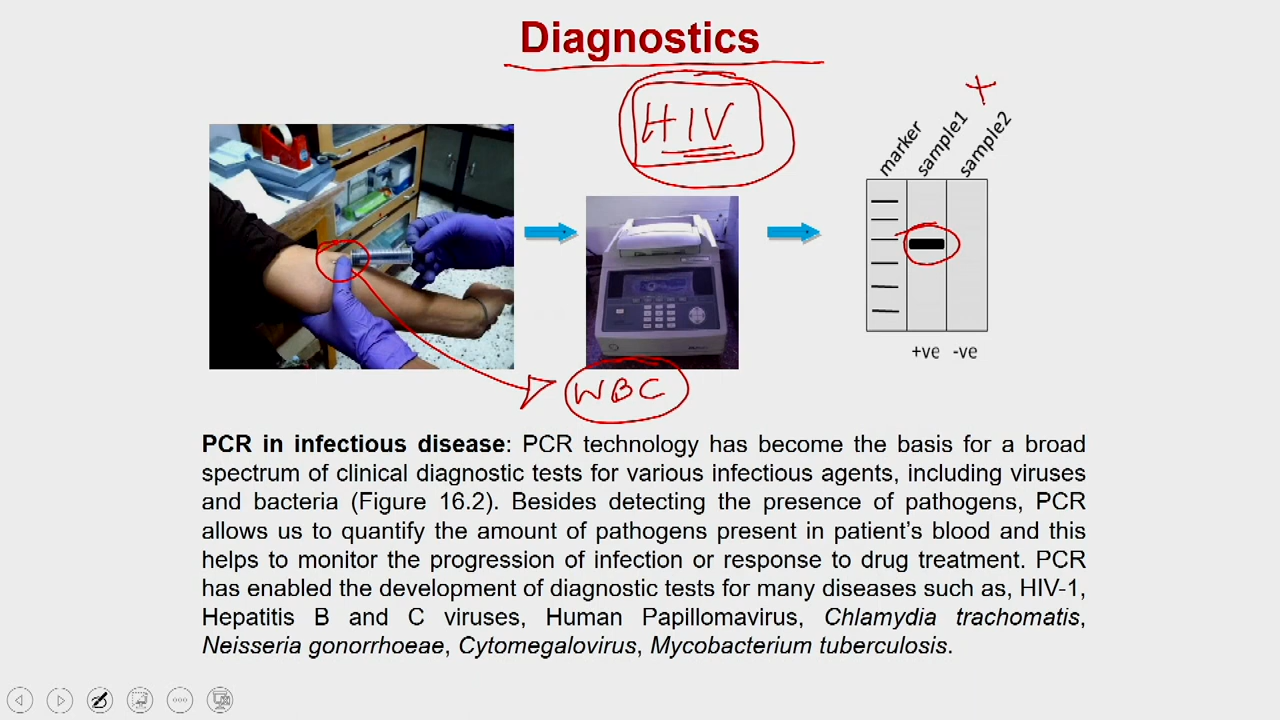 Diagnostics
HIV
+
marker
sample1
sample2
+ve -ve
WBC
PCR in infectious disease: PCR technology has become the basis for a broad
spectrum of clinical diagnostic tests for various infectious agents, including viruses
and bacteria (Figure 16.2). Besides detecting the presence of pathogens, PCR
allows us to quantify the amount of pathogens present in patient's blood and this
helps to monitor the progression of infection or response to drug treatment. PCR
has enabled the development of diagnostic tests for many diseases such as, HIV-1,
Hepatitis B and C viruses, Human Papillomavirus, Chlamydia trachomatis,
Neisseria gonorrhoeae, Cytomegalovirus, Mycobacterium tuberculosis.